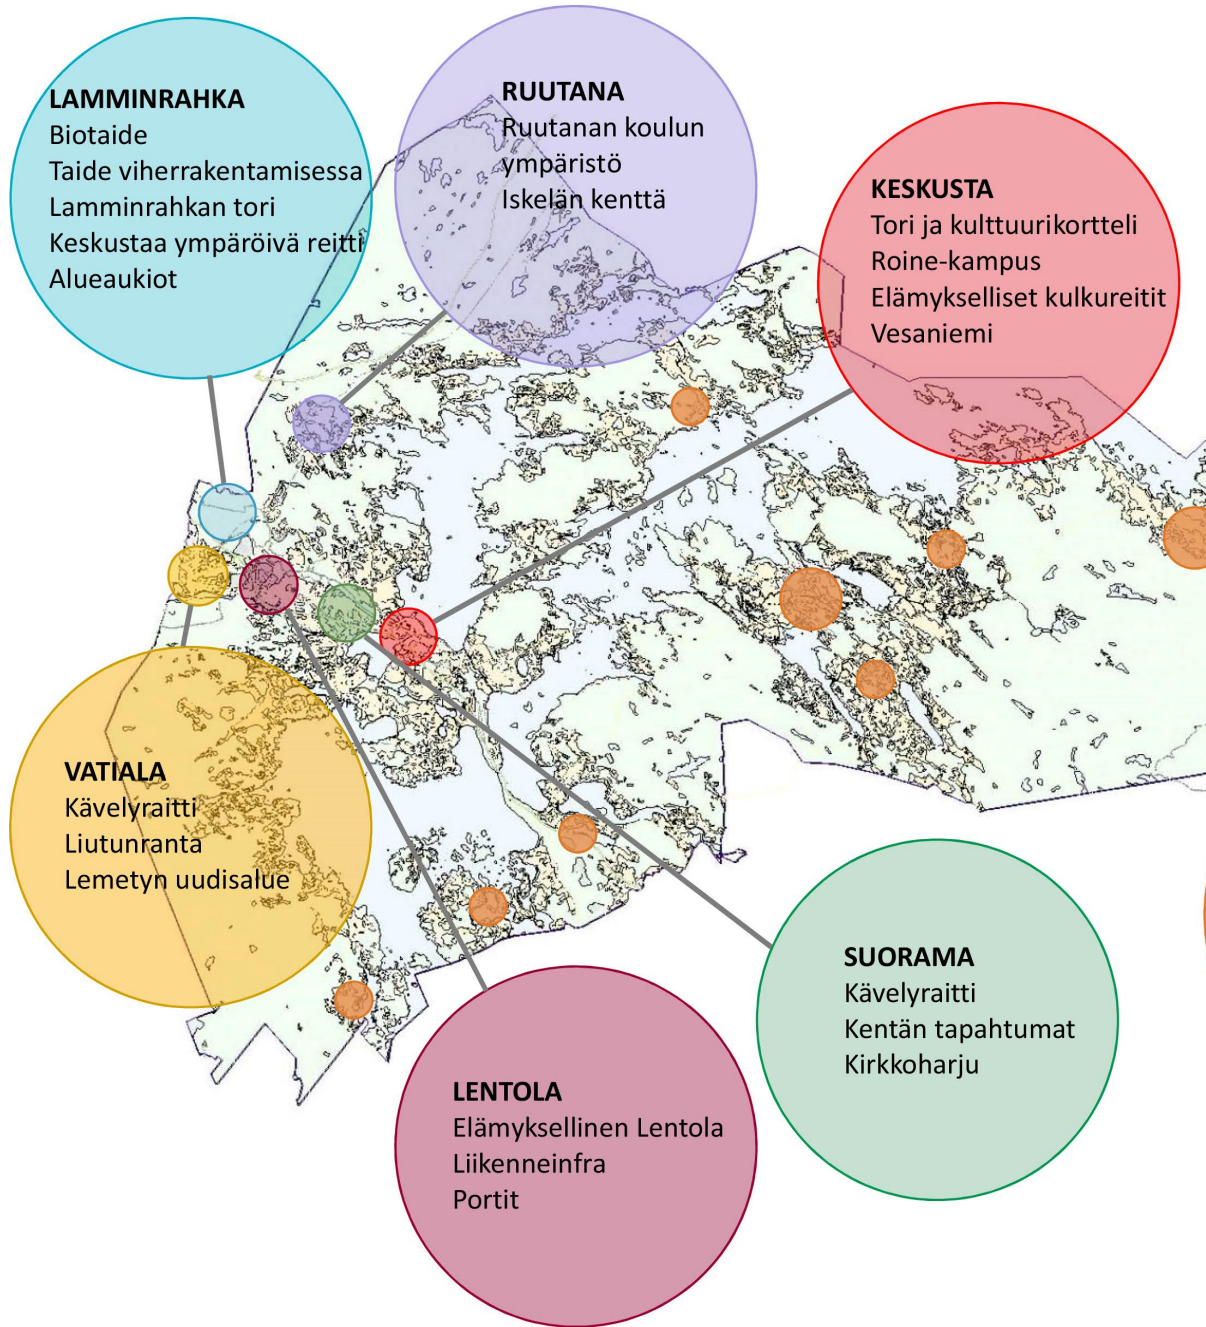 LAMMINRAHKA
Biotaide
Taide viherrakentamisessa
Lamminrahkan tori
Keskustaa ympäröivä reitti
Alueaukiot
RUUTANA
Ruutanan koulun
ympäristö
Iskelän kenttä
KESKUSTA
Tori ja kulttuurikortteli
Roine-kampus
Elämykselliset kulkureitit
Vesaniemi
VATIALA
Kävelyraitti
Liutunranta
Lemetyn uudisalue
SUORAMA
Kävelyraitti
Kentän tapahtumat
Kirkkoharju
LENTOLA
Elämyksellinen Lentola
Liikenneinfra
Portit